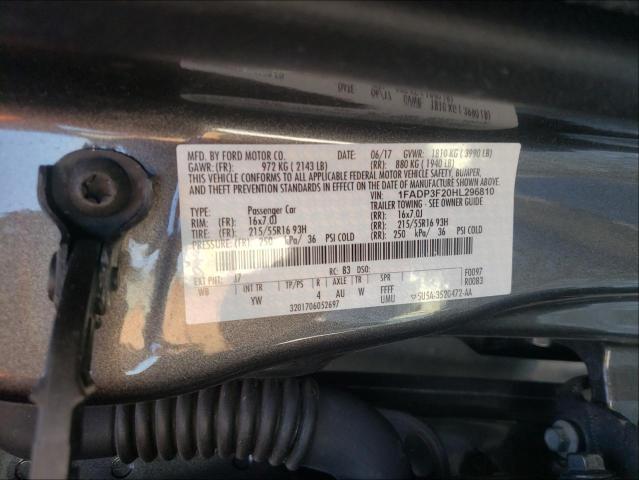 MFD. BY FORD MOTOR CO. DATE: 06/17 GVWR: 1810 KG ( 3990 LB)
GAWR: (FR): 972 KG ( 2143 LB) (RR): 880 KG ( 1940 LB)
THIS VEHICLE CONFORMS TO ALL APPLICABLE FEDERAL MOTOR VEHICLE SAFETY, BUMPER,
AND THEFT PREVENTION STANDARDS IN EFFECT ON THE DATE OF MANUFACTURE SHOWN ABOVE.
VIN: 1FADP3F20HL296810
TYPE: Passenger Car TRAILER TOWING - SEE OWNER GUIDE
RIM: (FR): 16x7.0J (RR): 16x7.0J
TIRE: (FR): 215/55R16 93H (RR): 215/55R16 93H
PRESSURE: (FR): 250 kPa/ 36 PSI COLD (RR): 250 kPa/ 36 PSI COLD
EXT PNT: J7 RC: B3 DSO: F0097
WB INT TR TP/PS R AXLE TR SPR R00B3
YW 4 AU W FFFF
UMU
3201706052697 5U5A-3520472-AA